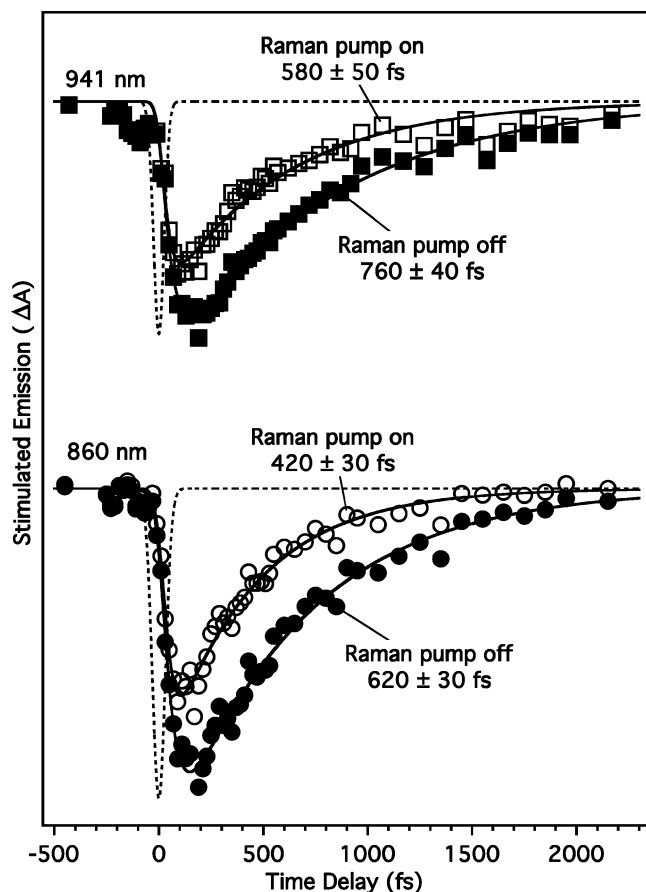 Raman pump on
580 ± 50 fs
941 nm
Raman pump off
760 ± 40 fs
Stimulated Emission ( ΔA)
Raman pump on
420 ± 30 fs
860 nm
Raman pump off
620 ± 30 fs
-500 0 500 1000 1500 2000
Time Delay (fs)